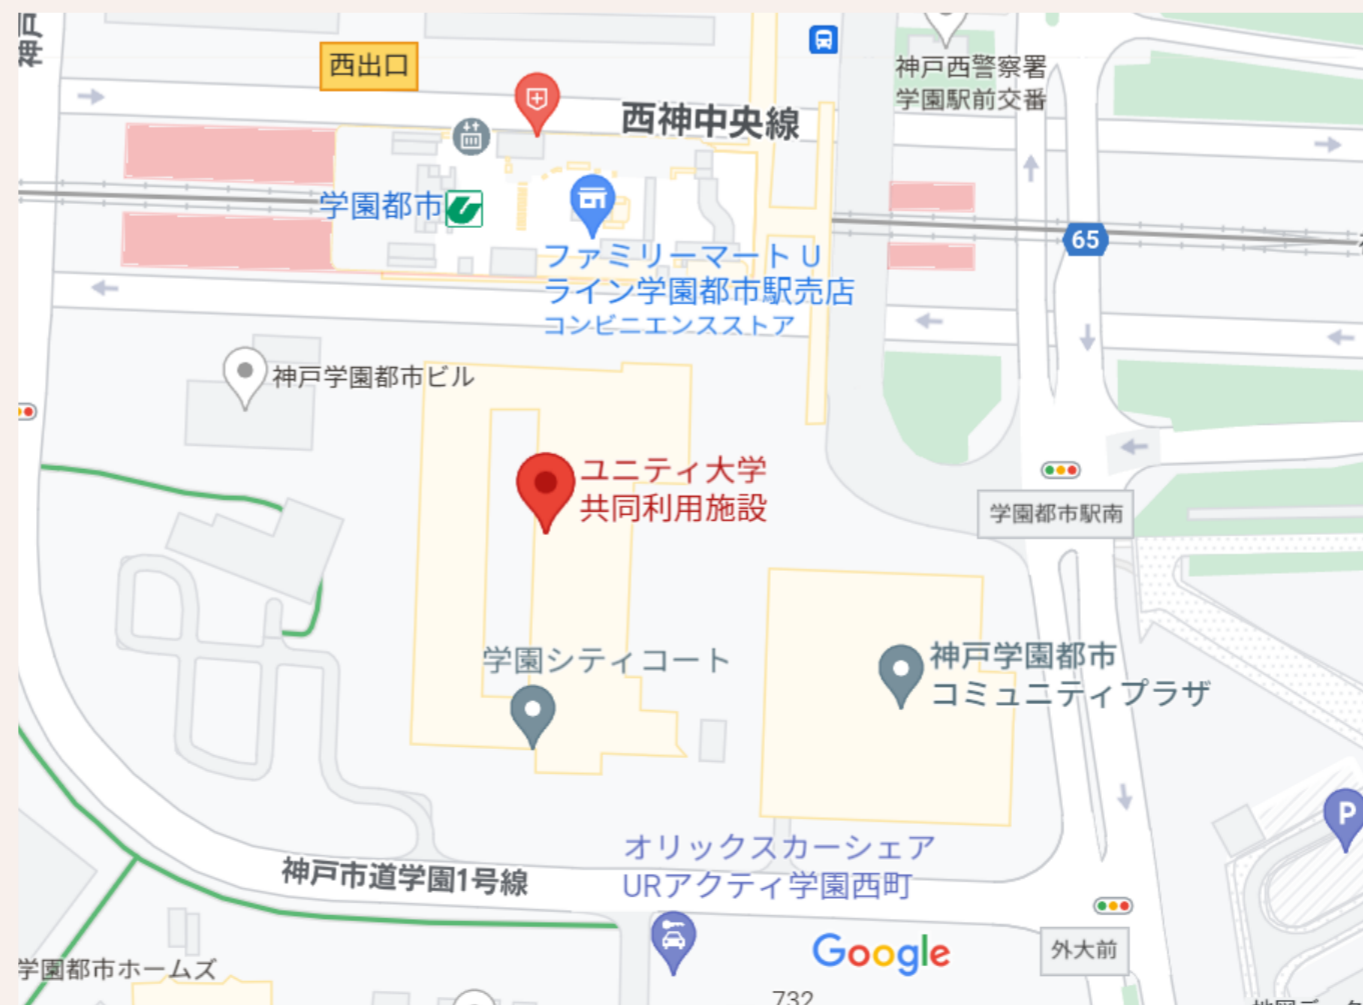 神戸
西出口
西神中央線
神戸西警察署
学園駅前交番
学園都市
65
ファミリーマート U
ライン学園都市駅売店
コンビニエンスストア
神戸学園都市ビル
ユニティ大学
共同利用施設
学園都市駅南
学園シティコート
神戸学園都市
コミュニティプラザ
P
オリックスカーシェア
URアクティ学園西町
神戸市道学園1号線
Google
外大前
学園都市ホームズ
732